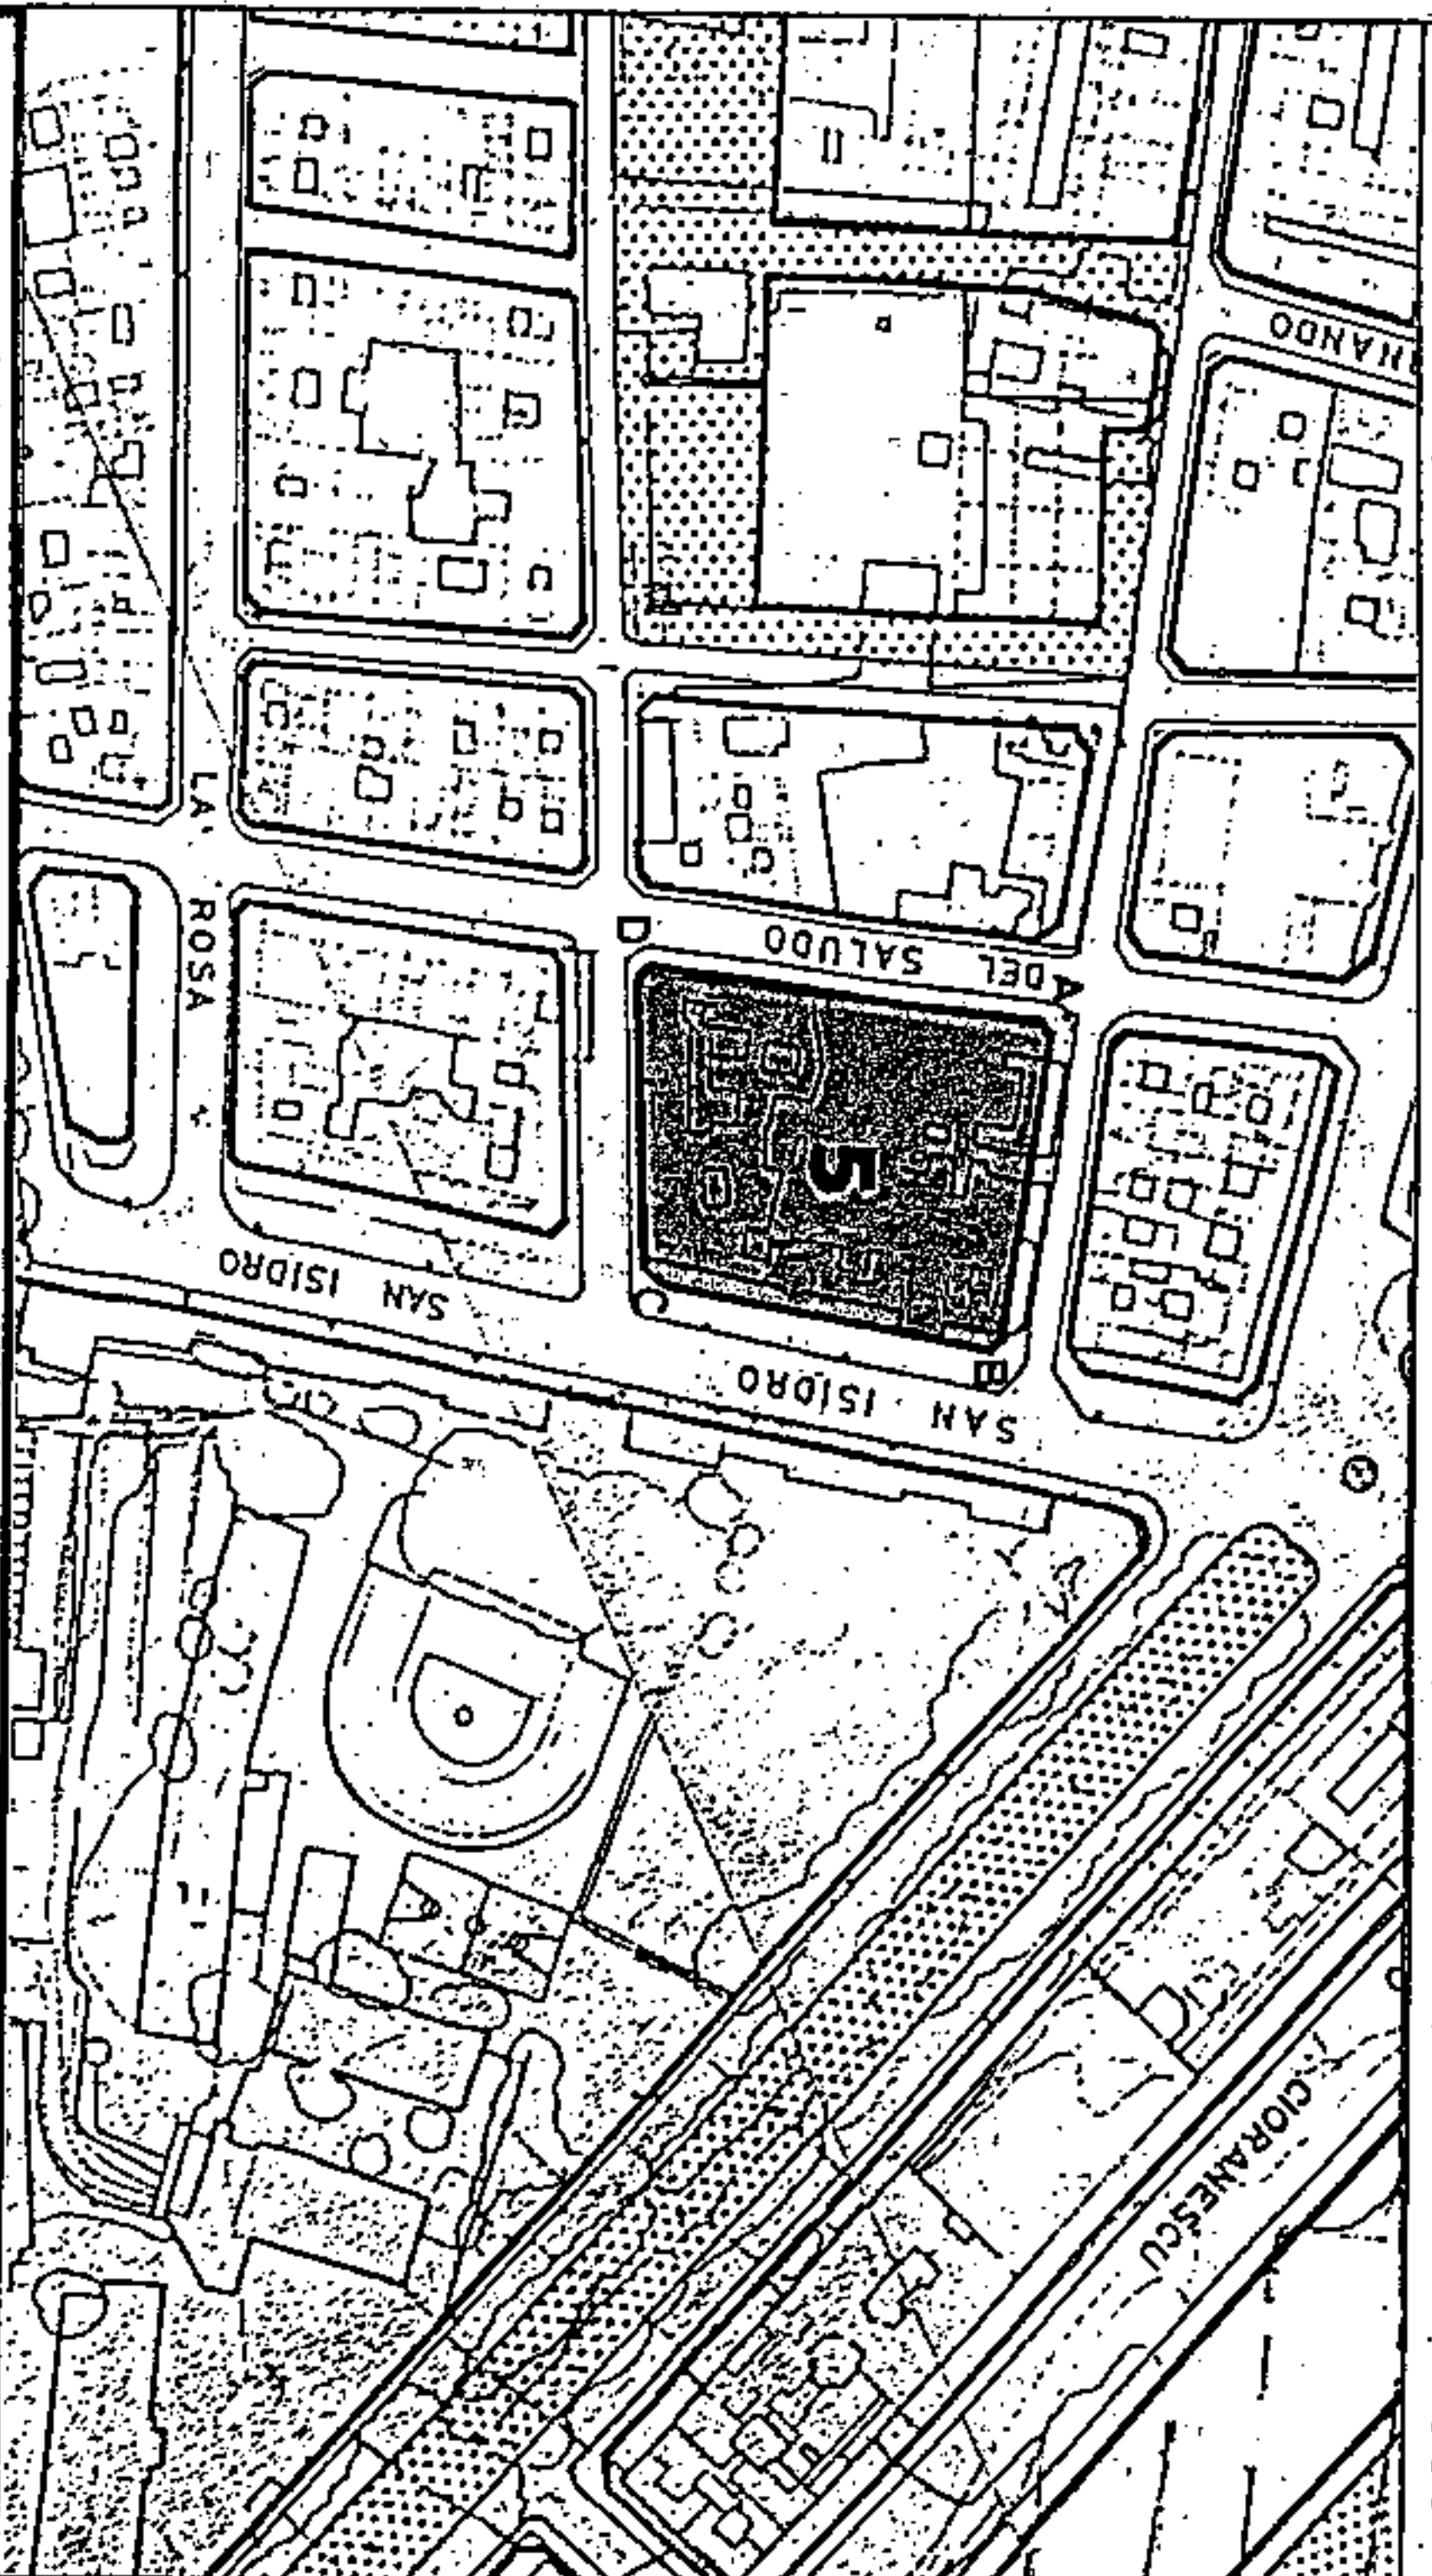 NANDO
LA
ROSA
D
DEL SALUDO
A
5
SAN ISIDRO
C
SAN ISIDRO
B
CIORANESCU